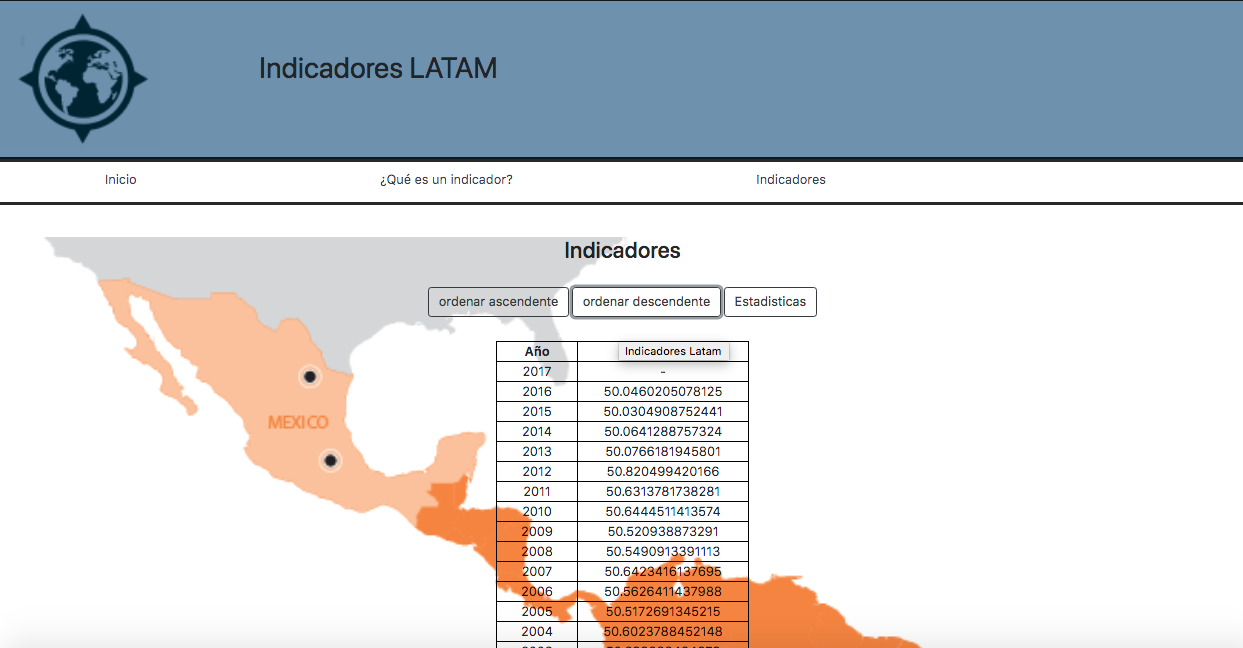 Indicadores LATAM
Inicio ¿Qué es un indicador? Indicadores
Indicadores
ordenar ascendente ordenar descendente Estadisticas
Año Indicadores Latam
2017 -
2016 50.0460205078125
2015 50.0304908752441
2014 50.0641288757324
2013 50.0766181945801
2012 50.820499420166
2011 50.6313781738281
2010 50.6444511413574
2009 50.520938873291
2008 50.5490913391113
2007 50.6423416137695
2006 50.5626411437988
2005 50.5172691345215
2004 50.6023788452148
MEXICO